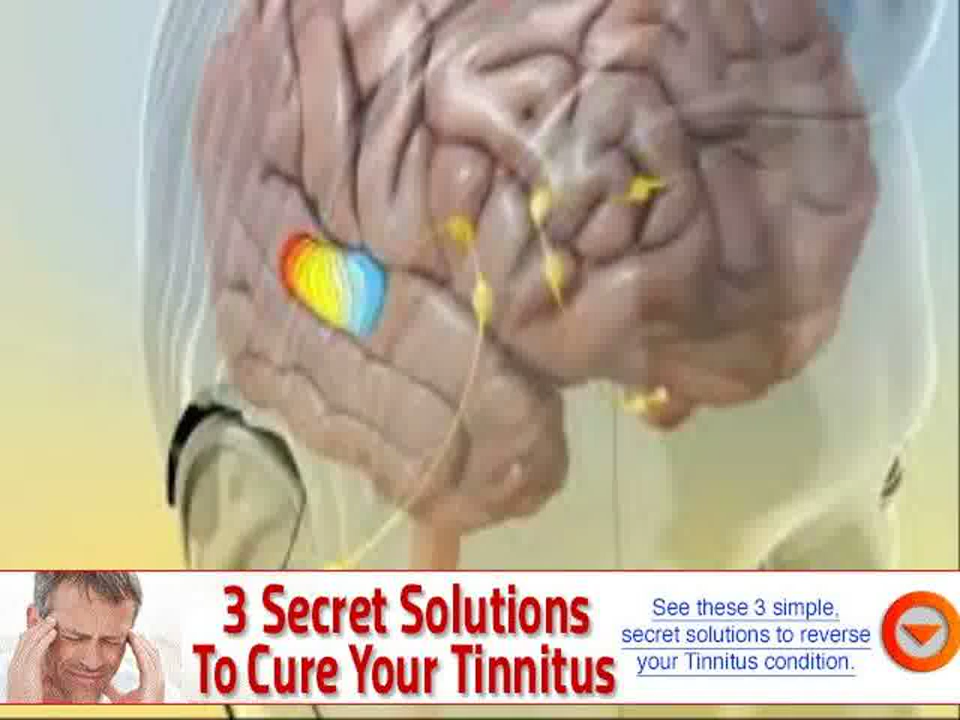 3 Secret Solutions
To Cure Your Tinnitus
See these 3 simple,
secret solutions to reverse
your Tinnitus condition.